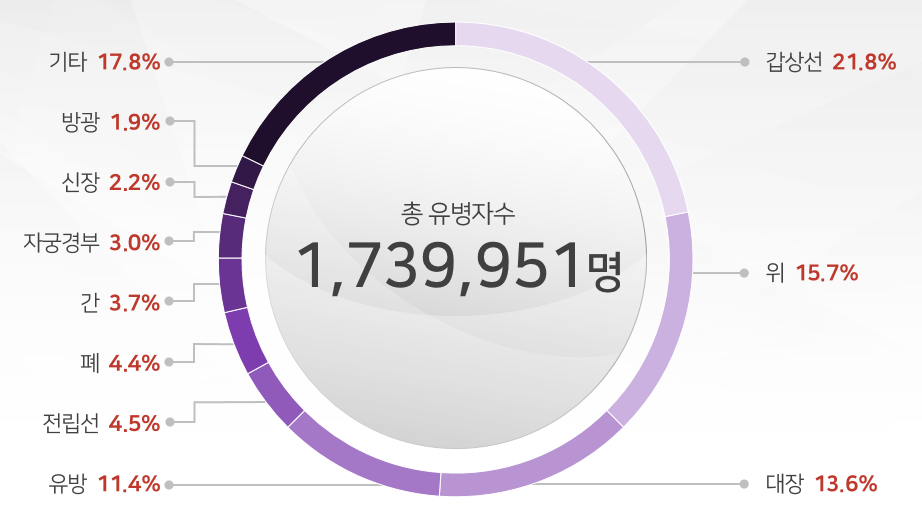 기타 17.8%
갑상선 21.8%
방광 1.9%
신장 2.2%
총 유병자수
자궁경부 3.0%
1,739,951명
위 15.7%
간 3.7%
폐 4.4%
전립선 4.5%
유방 11.4%
대장 13.6%